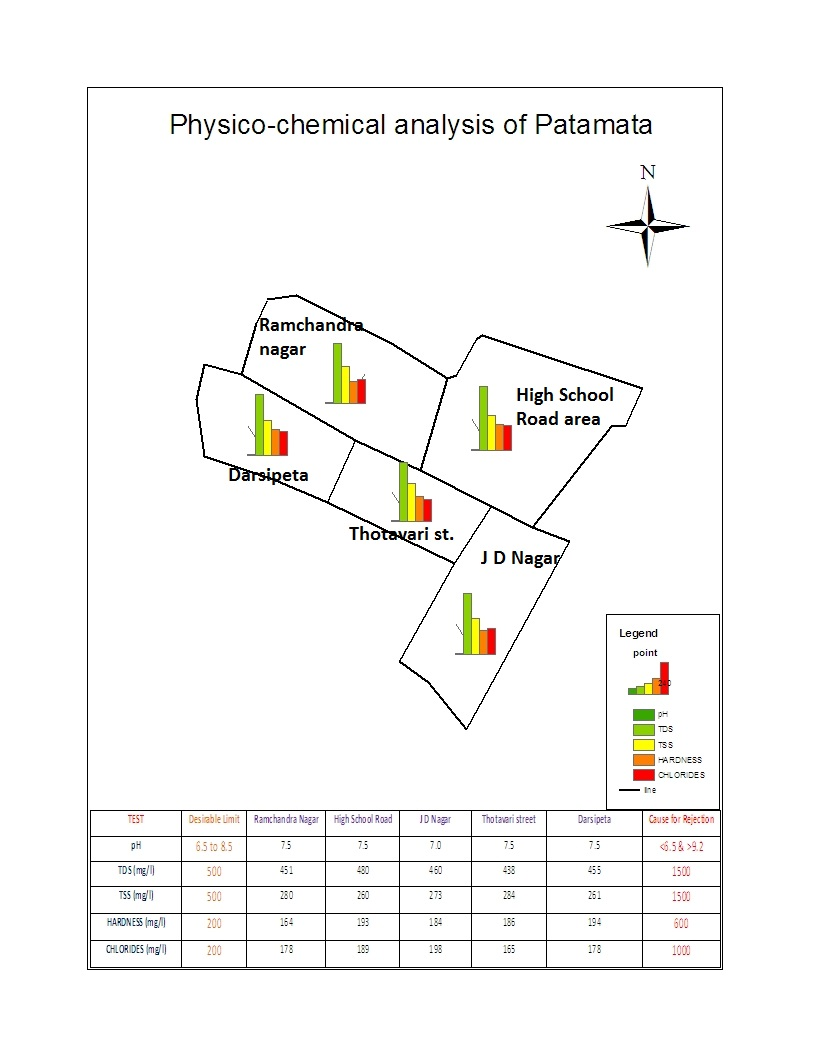 Physico-chemical analysis of Patamata
N
Ramchandra
nagar
High School
Road area
Darsipeta
Thotavari st.
J D Nagar
Legend
point
240
pH
TDS
TSS
HARDNESS
CHLORIDES
line
TEST Desirable Limit Ramchandra Nagar High School Road J D Nagar Thotavari street Darsipeta Cause for Rejection
pH 6.5 to 8.5 7.5 7.5 7.0 7.5 7.5 <6.5 & >9.2
TDS (mg/l) 500 451 480 460 438 455 1500
TSS (mg/l) 500 280 260 273 284 261 1500
HARDNESS (mg/l) 200 164 193 184 186 194 600
CHLORIDES (mg/l) 200 178 189 198 165 178 1000